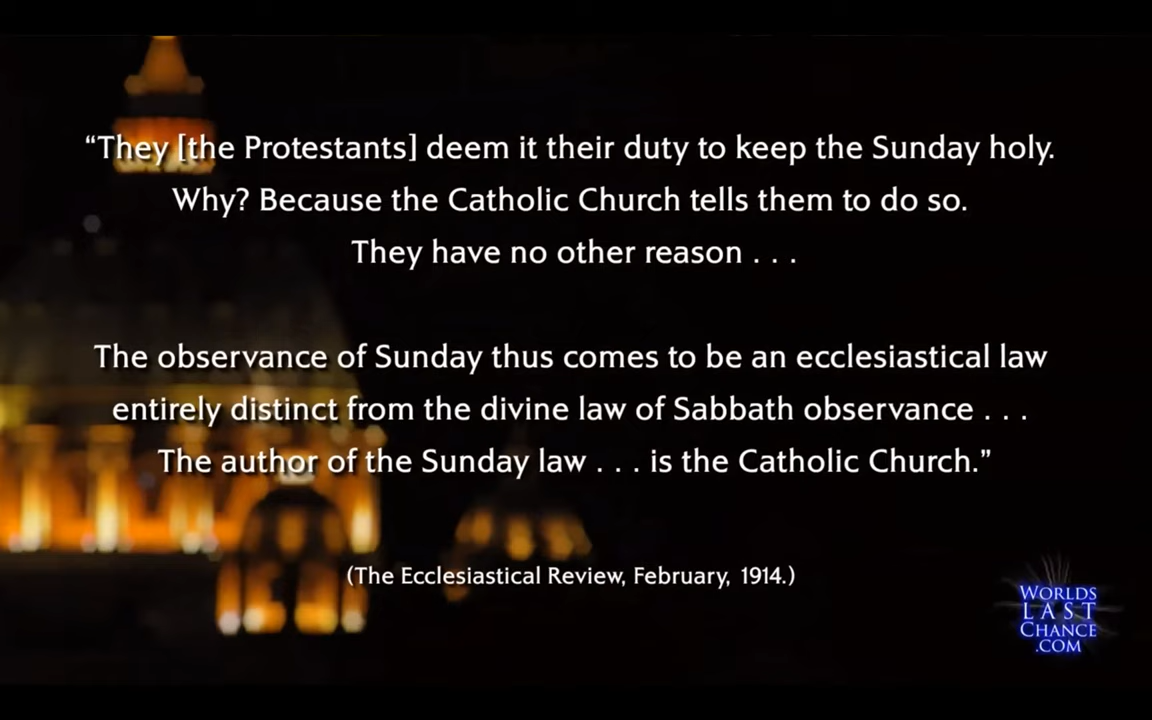 “They [the Protestants] deem it their duty to keep the Sunday holy.
Why? Because the Catholic Church tells them to do so.
They have no other reason . . .
The observance of Sunday thus comes to be an ecclesiastical law
entirely distinct from the divine law of Sabbath observance . . .
The author of the Sunday law . . . is the Catholic Church.”
(The Ecclesiastical Review, February, 1914.)
WORLDS
LAST
CHANCE
.COM